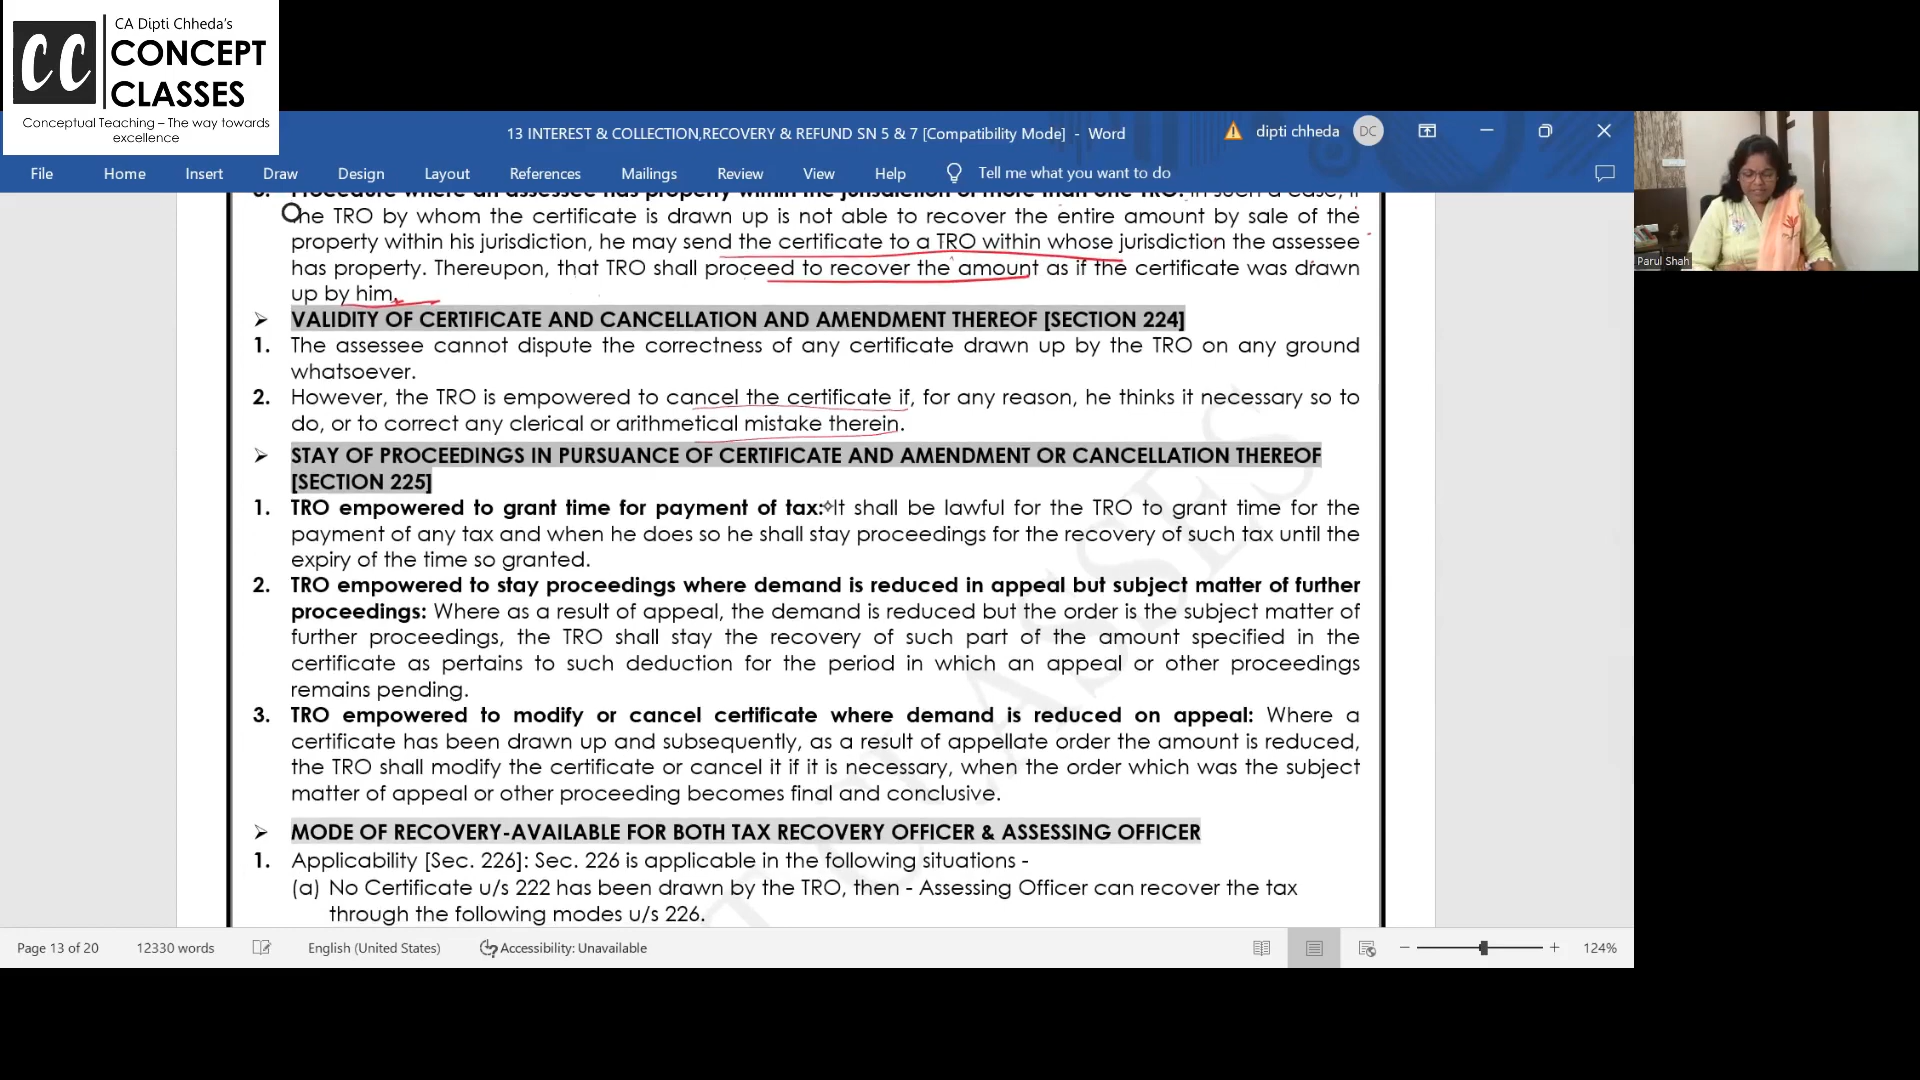 CC
CA Dipti Chheda's
CONCEPT
CLASSES
Conceptual Teaching – The way towards
excellence
13 INTEREST & COLLECTION,RECOVERY & REFUND SN 5 & 7 [Compatibility Mode] - Word
dipti chheda
DC
File Home Insert Draw Design Layout References Mailings Review View Help Tell me what you want to do
Procedure where an assessee has property within the jurisdiction of more than one TRO: In such a case, if
he TRO by whom the certificate is drawn up is not able to recover the entire amount by sale of the
property within his jurisdiction, he may send the certificate to a TRO within whose jurisdiction the assessee
has property. Thereupon, that TRO shall proceed to recover the amount as if the certificate was drawn
up by him.
➢ VALIDITY OF CERTIFICATE AND CANCELLATION AND AMENDMENT THEREOF [SECTION 224]
1. The assessee cannot dispute the correctness of any certificate drawn up by the TRO on any ground
whatsoever.
2. However, the TRO is empowered to cancel the certificate if, for any reason, he thinks it necessary so to
do, or to correct any clerical or arithmetical mistake therein.
➢ STAY OF PROCEEDINGS IN PURSUANCE OF CERTIFICATE AND AMENDMENT OR CANCELLATION THEREOF
[SECTION 225]
1. TRO empowered to grant time for payment of tax: It shall be lawful for the TRO to grant time for the
payment of any tax and when he does so he shall stay proceedings for the recovery of such tax until the
expiry of the time so granted.
2. TRO empowered to stay proceedings where demand is reduced in appeal but subject matter of further
proceedings: Where as a result of appeal, the demand is reduced but the order is the subject matter of
further proceedings, the TRO shall stay the recovery of such part of the amount specified in the
certificate as pertains to such deduction for the period in which an appeal or other proceedings
remains pending.
3. TRO empowered to modify or cancel certificate where demand is reduced on appeal: Where a
certificate has been drawn up and subsequently, as a result of appellate order the amount is reduced,
the TRO shall modify the certificate or cancel it if it is necessary, when the order which was the subject
matter of appeal or other proceeding becomes final and conclusive.
➢ MODE OF RECOVERY-AVAILABLE FOR BOTH TAX RECOVERY OFFICER & ASSESSING OFFICER
1. Applicability [Sec. 226]: Sec. 226 is applicable in the following situations -
(a) No Certificate u/s 222 has been drawn by the TRO, then - Assessing Officer can recover the tax
through the following modes u/s 226.
CLASSES
Page 13 of 20 12330 words English (United States) Accessibility: Unavailable 124%
Parul Shah